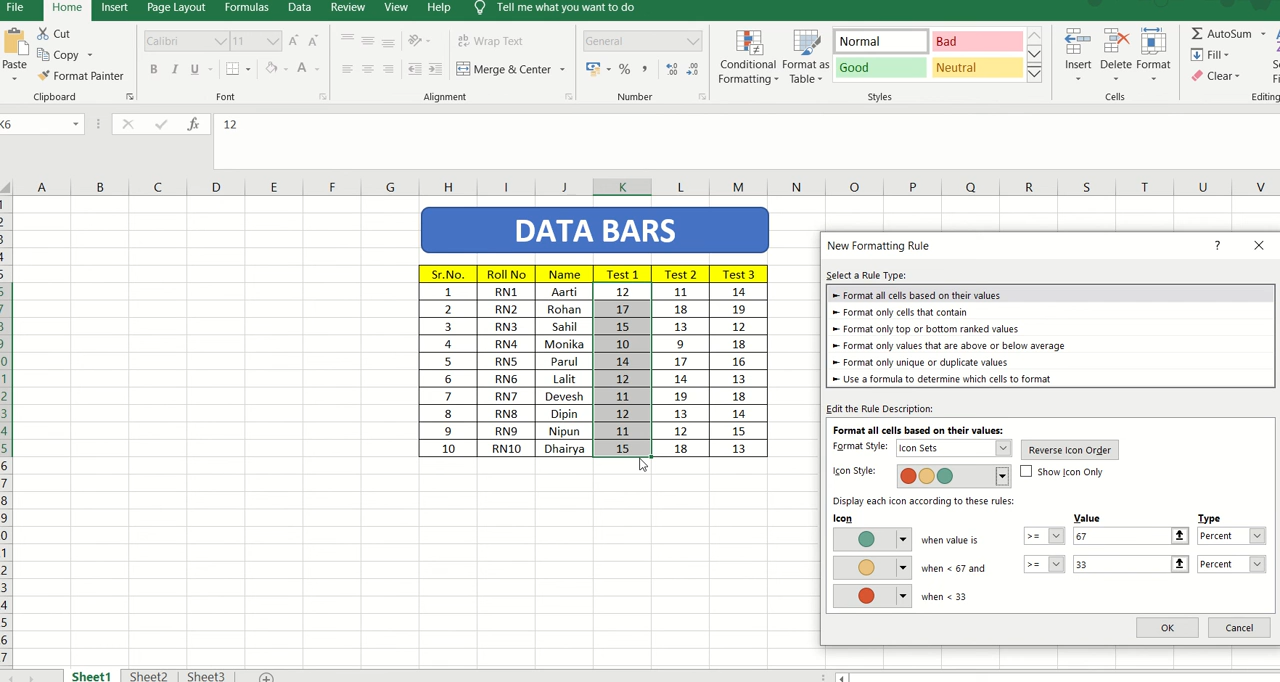 File Home Insert Page Layout Formulas Data Review View Help Tell me what you want to do
Cut
Copy
Format Painter
Paste
Clipboard
Calibri 11
B I U A
Font
ab Wrap Text
Merge & Center
Alignment
General
% ,
Number
Conditional Formatting
Format as Table
Normal Bad
Good Neutral
Styles
Insert Delete Format
Cells
AutoSum
Fill
Clear
Editing
K6 fx 12
A B C D E F G H I J K L M N O P Q R S T U V
DATA BARS
Sr.No. Roll No Name Test 1 Test 2 Test 3
1 RN1 Aarti 12 11 14
2 RN2 Rohan 17 18 19
3 RN3 Sahil 15 13 12
4 RN4 Monika 10 9 18
5 RN5 Parul 14 17 16
6 RN6 Lalit 12 14 13
7 RN7 Devesh 11 19 18
8 RN8 Dipin 12 13 14
9 RN9 Nipun 11 12 15
10 RN10 Dhairya 15 18 13
New Formatting Rule ?
Select a Rule Type:
► Format all cells based on their values
► Format only cells that contain
► Format only top or bottom ranked values
► Format only values that are above or below average
► Format only unique or duplicate values
► Use a formula to determine which cells to format
Edit the Rule Description:
Format all cells based on their values:
Format Style: Icon Sets Reverse Icon Order
Icon Style: Show Icon Only
Display each icon according to these rules:
Icon Value Type
when value is >= 67 Percent
when < 67 and >= 33 Percent
when < 33
OK Cancel
Sheet1 Sheet2 Sheet3